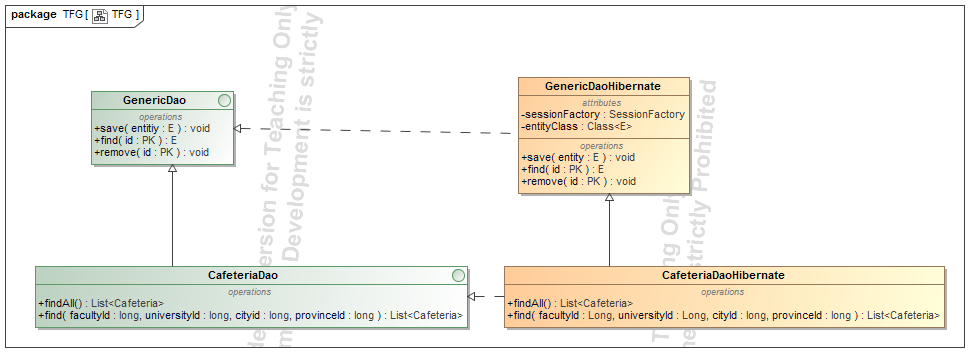 package TFG [ TFG ]
GenericDao
operations
+save( entitiy : E ) : void
+find( id : PK ) : E
+remove( id : PK ) : void
GenericDaoHibernate
attributes
-sessionFactory : SessionFactory
-entityClass : Class<E>
operations
+save( entity : E ) : void
+find( id : PK ) : E
+remove( id : PK ) : void
CafeteriaDao
operations
+findAll() : List<Cafeteria>
+find( facultyId : long, universityId : long, cityid : long, provinceId : long ) : List<Cafeteria>
CafeteriaDaoHibernate
operations
+findAll() : List<Cafeteria>
+find( facultyId : Long, universityId : Long, cityId : Long, provinceId : long ) : List<Cafeteria>
ersion for Teaching Only
Development is strictly
ng Only
strictly Prohibited